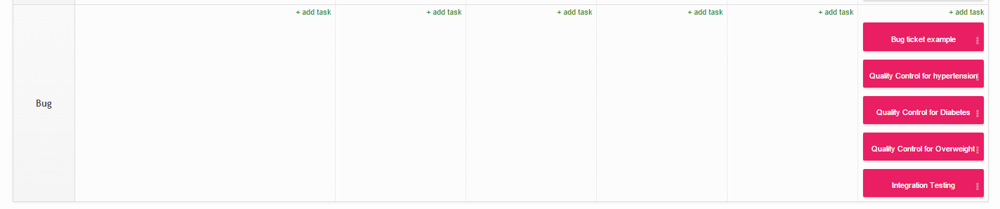 + add task + add task + add task + add task + add task + add task
Bug ticket example
Quality Control for hypertension
Bug
Quality Control for Diabetes
Quality Control for Overweight
Integration Testing